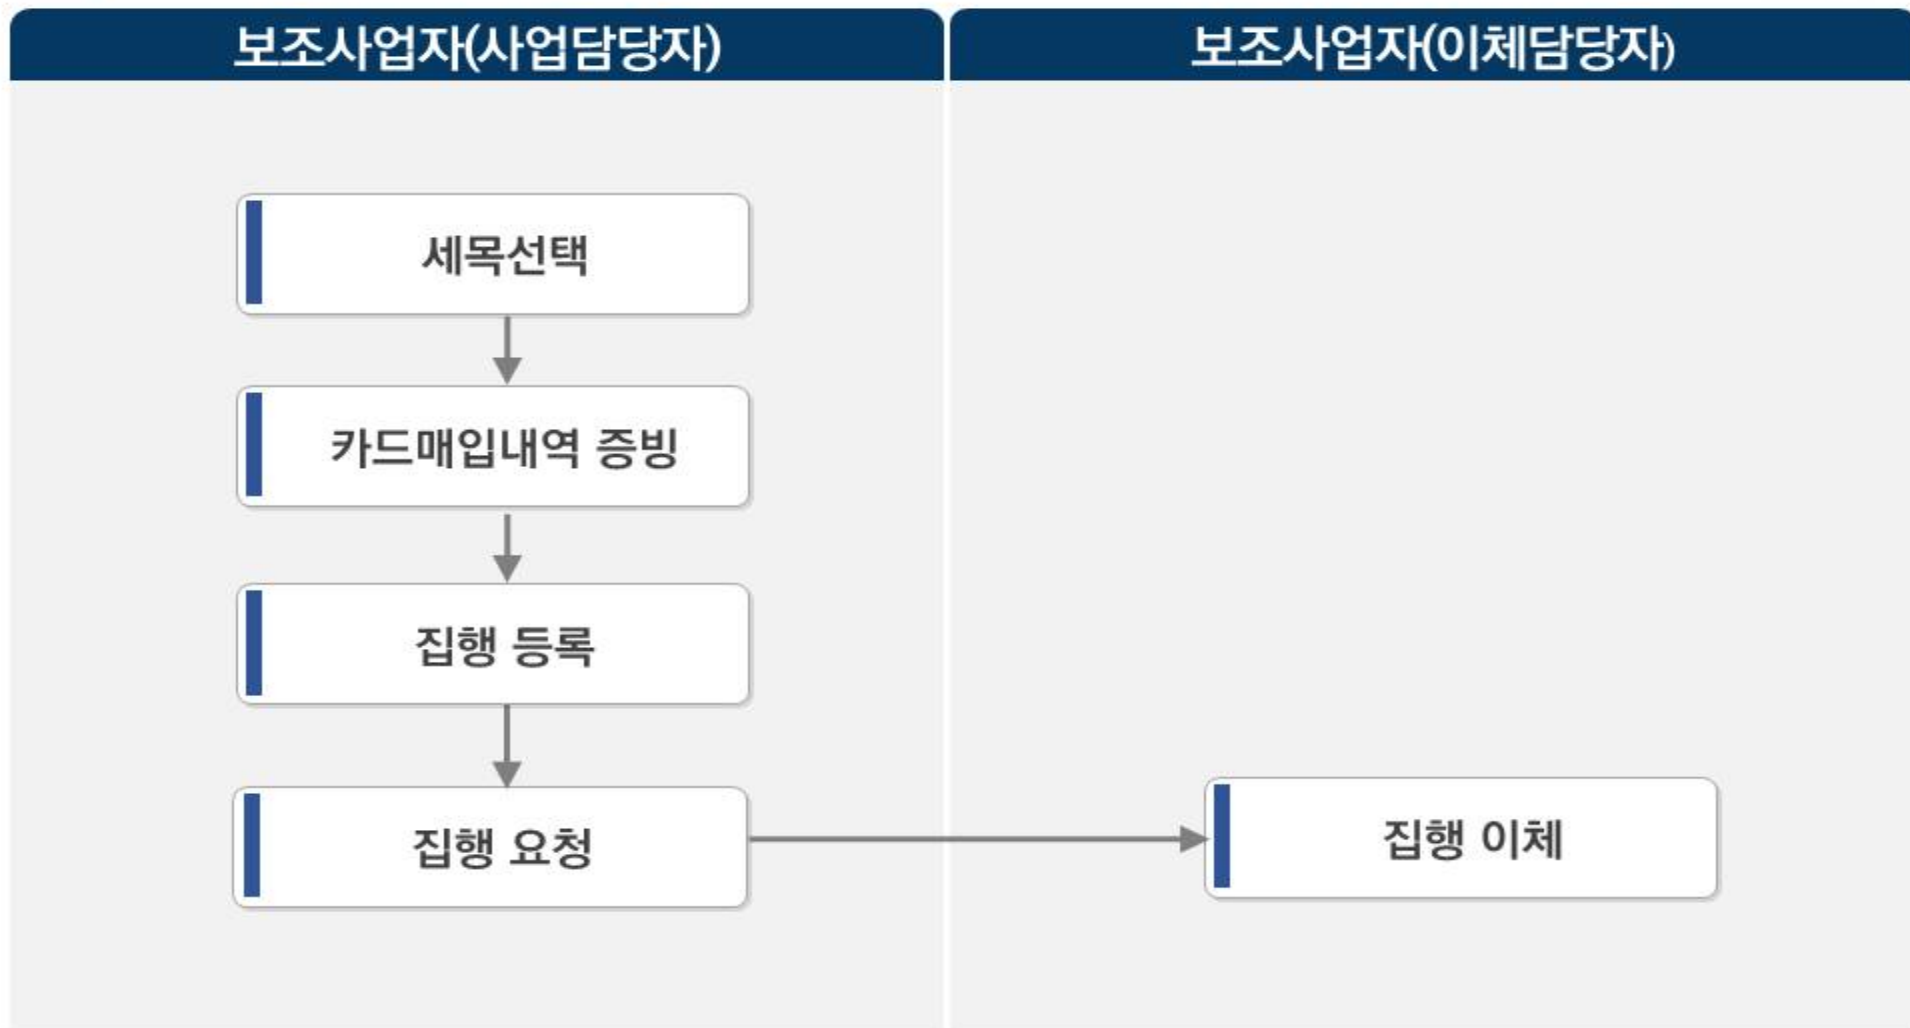 보조사업자(사업담당자)
보조사업자(이체담당자)
세목선택
카드매입내역 증빙
집행 등록
집행 요청
집행 이체